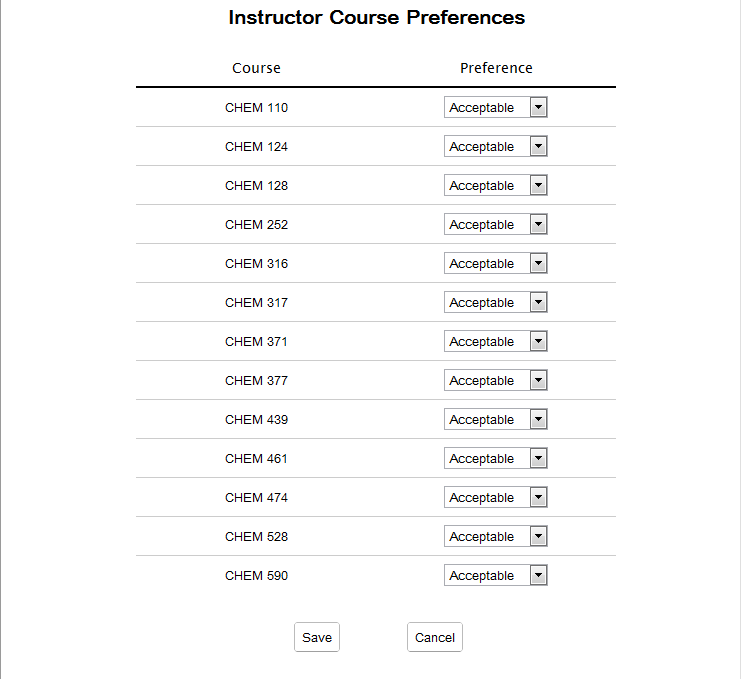 Instructor Course Preferences
Course Preference
CHEM 110 Acceptable
CHEM 124 Acceptable
CHEM 128 Acceptable
CHEM 252 Acceptable
CHEM 316 Acceptable
CHEM 317 Acceptable
CHEM 371 Acceptable
CHEM 377 Acceptable
CHEM 439 Acceptable
CHEM 461 Acceptable
CHEM 474 Acceptable
CHEM 528 Acceptable
CHEM 590 Acceptable
Save Cancel